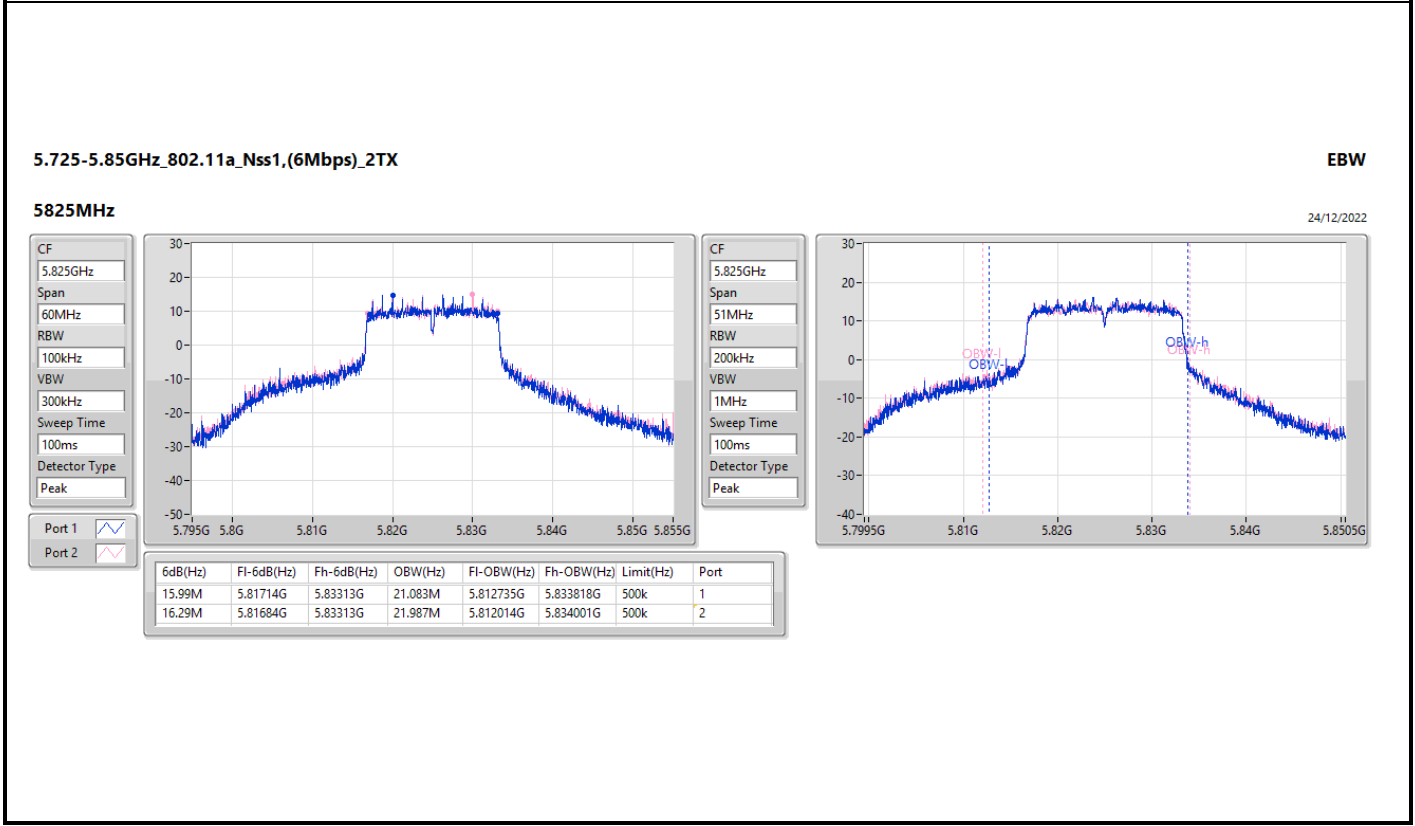 5.725-5.85GHz_802.11a_Nss1,(6Mbps)_2TX
EBW
5825MHz
24/12/2022
CF
5.825GHz
Span
60MHz
RBW
100kHz
VBW
300kHz
Sweep Time
100ms
Detector Type
Peak
Port 1
Port 2
30
20
10
0
-10
-20
-30
-40
-50
5.795G 5.8G 5.81G 5.82G 5.83G 5.84G 5.85G 5.855G
CF
5.825GHz
Span
51MHz
RBW
200kHz
VBW
1MHz
Sweep Time
100ms
Detector Type
Peak
30
20
10
0
-10
-20
-30
-40
OBW-l
OBW-l
OBW-h
OBW-h
5.7995G 5.81G 5.82G 5.83G 5.84G 5.8505G
6dB(Hz) Fl-6dB(Hz) Fh-6dB(Hz) OBW(Hz) Fl-OBW(Hz) Fh-OBW(Hz) Limit(Hz) Port
15.99M 5.81714G 5.83313G 21.083M 5.812735G 5.833818G 500k 1
16.29M 5.81684G 5.83313G 21.987M 5.812014G 5.834001G 500k 2